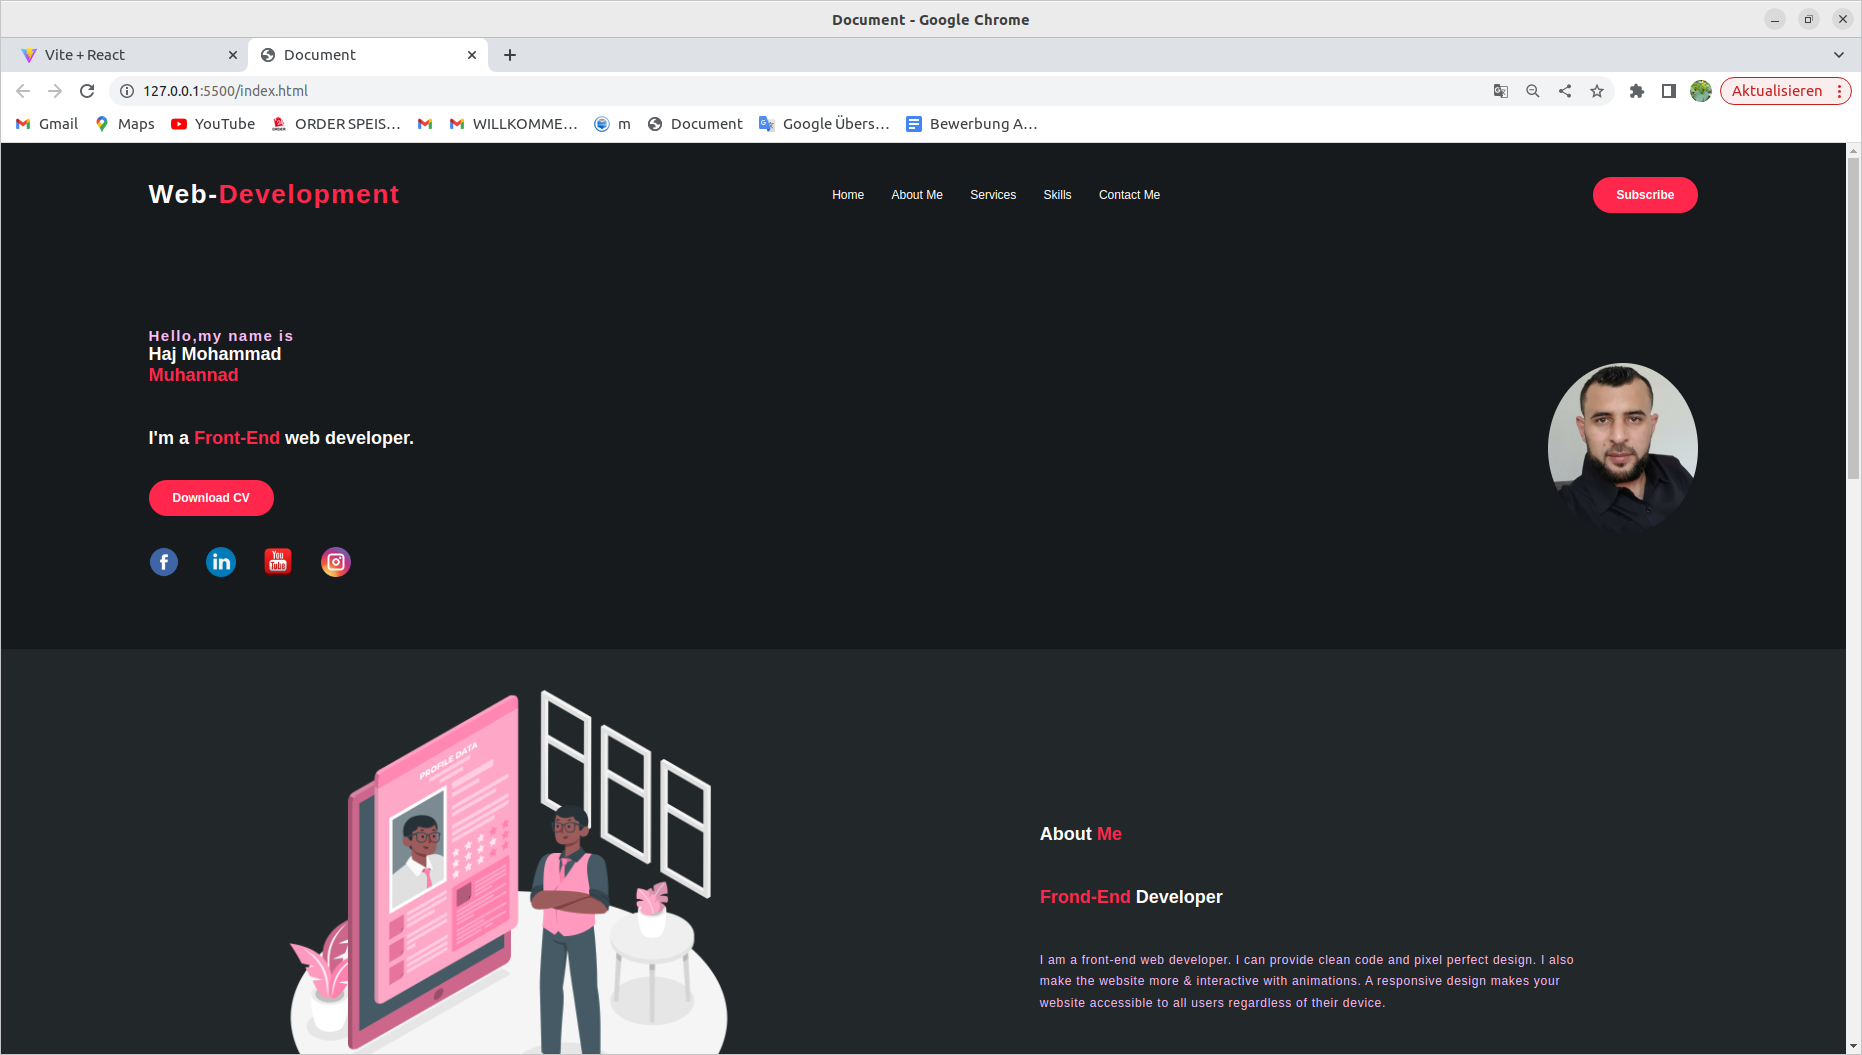 Document - Google Chrome
Vite + React
Document
127.0.0.1:5500/index.html
Aktualisieren
Gmail
Maps
YouTube
ORDER SPEIS...
WILLKOMME...
m
Document
Google Übers...
Bewerbung A...
Web-Development
Home
About Me
Services
Skills
Contact Me
Subscribe
Hello,my name is
Haj Mohammad
Muhannad
I'm a Front-End web developer.
Download CV
You
Tube
PROFILE DATA
About Me
Frond-End Developer
I am a front-end web developer. I can provide clean code and pixel perfect design. I also
make the website more & interactive with animations. A responsive design makes your
website accessible to all users regardless of their device.